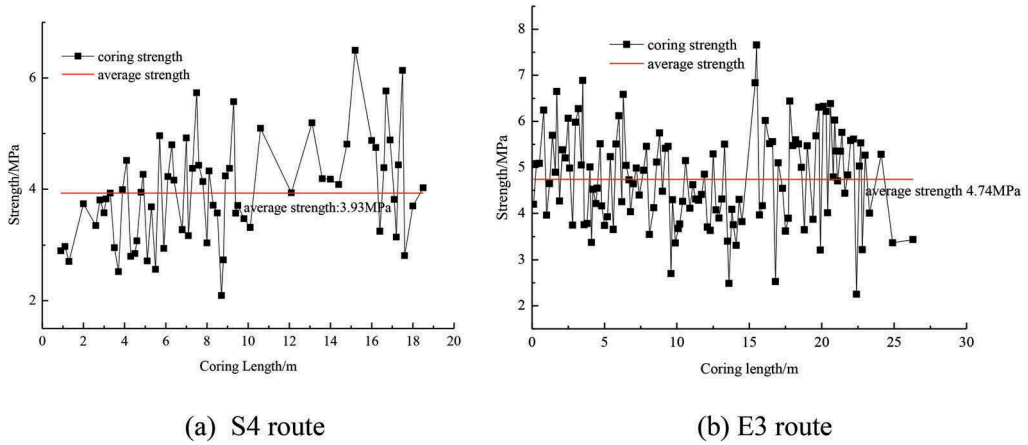 6
4
2
Strength/MPa
coring strength
average strength
average strength:3.93MPa
0 2 4 6 8 10 12 14 16 18 20
Coring Length/m
(a) S4 route
8
7
6
5
4
3
2
Strength/MPa
coring strength
average strength
average strength 4.74MPa
0 5 10 15 20 25 30
Coring length/m
(b) E3 route